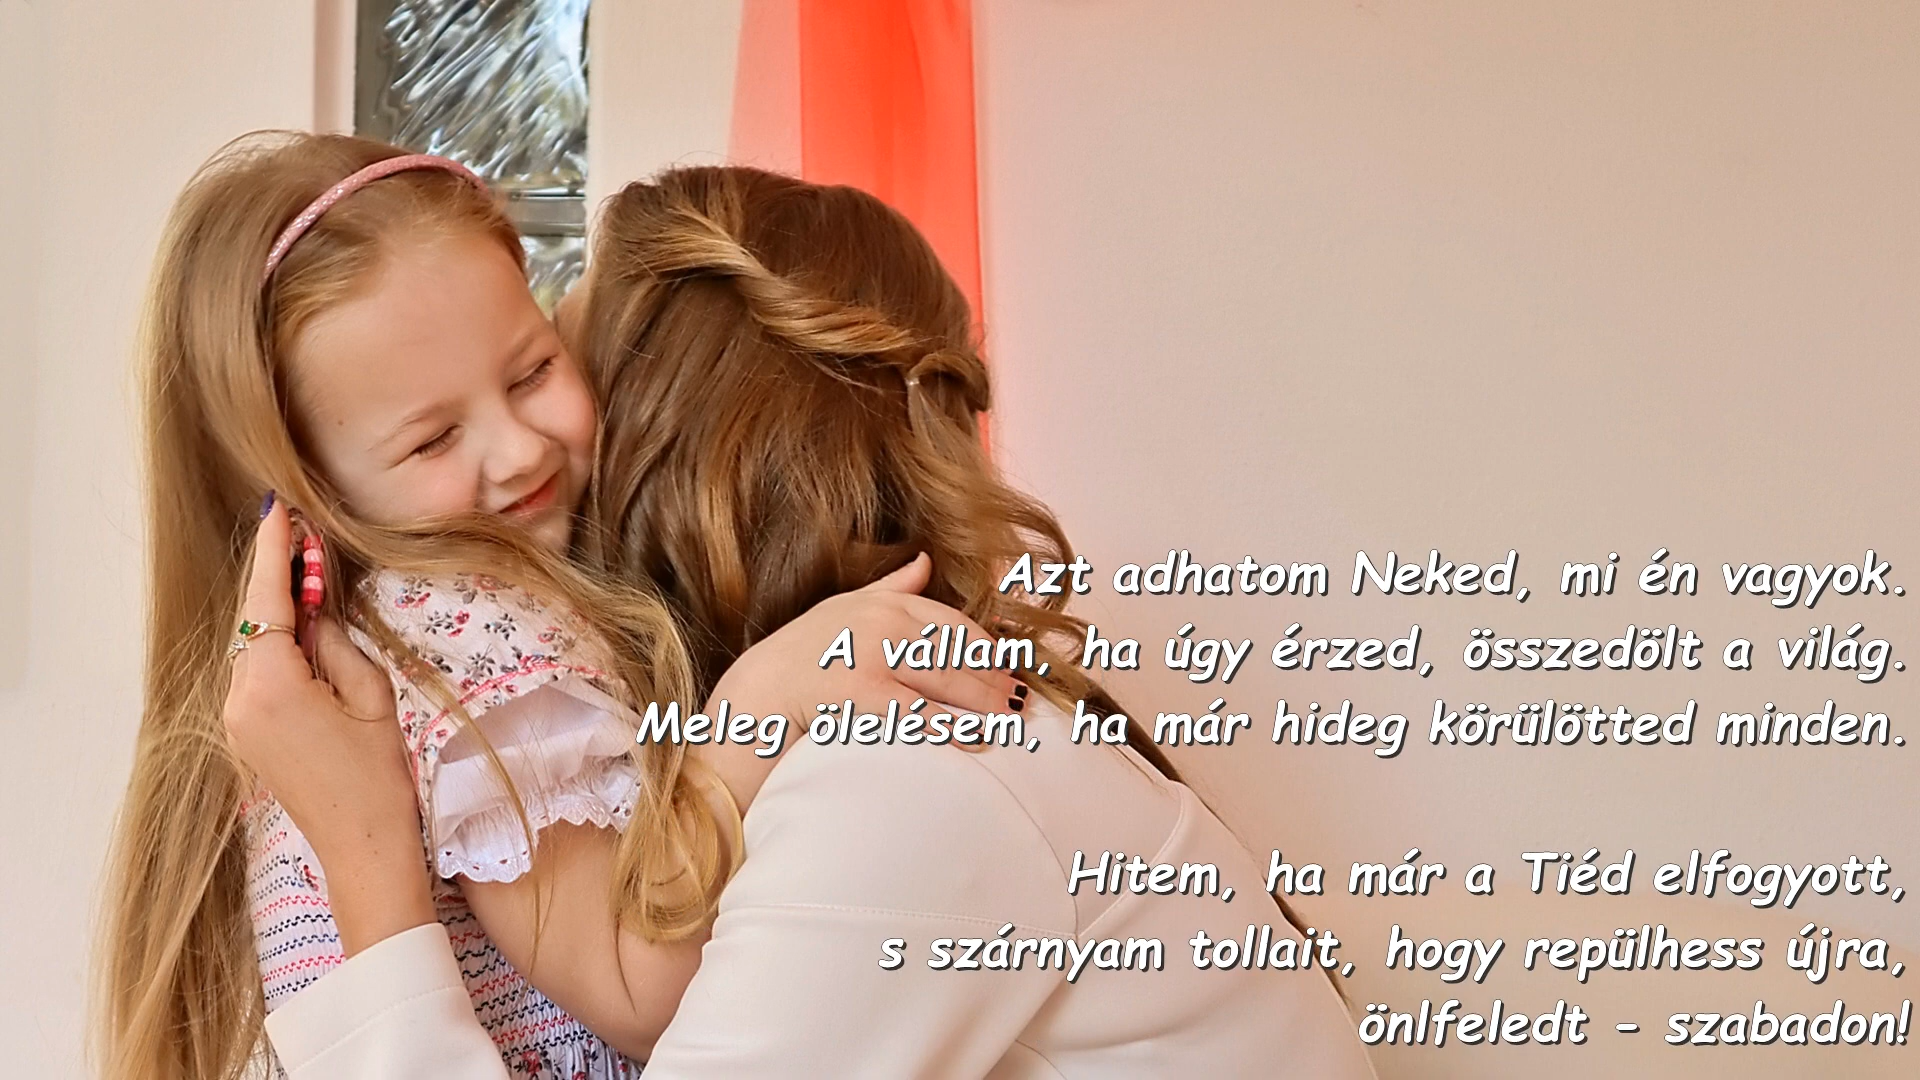 Azt adhatom Neked, mi én vagyok.
A vállam, ha úgy érzed, összedőlt a világ.
Meleg ölelésem, ha már hideg körülötted minden.
Hitem, ha már a Tiéd elfogyott,
s szárnyam tollait, hogy repülhess újra,
önlfeledt - szabadon!